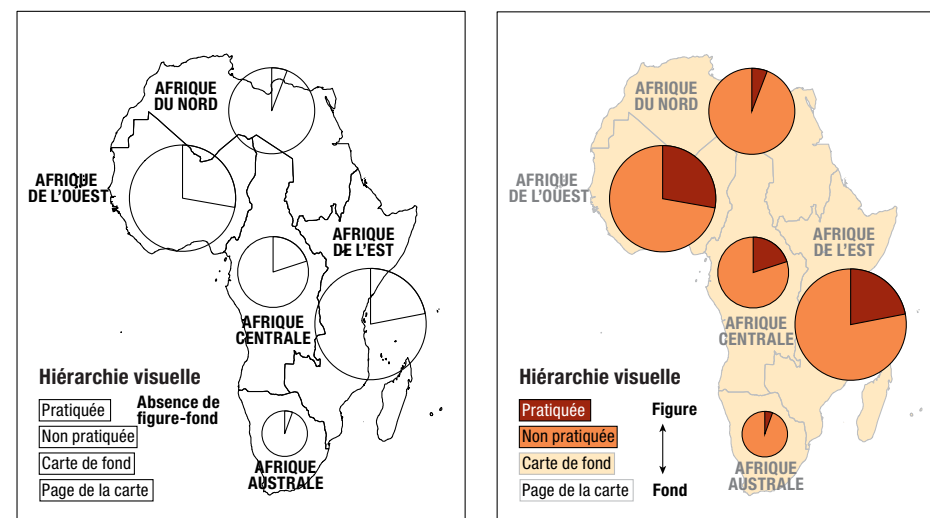 AFRIQUE
DU NORD
AFRIQUE
DE L'OUEST
AFRIQUE
DE L'EST
AFRIQUE
CENTRALE
Hiérarchie visuelle
Absence de
figure-fond
Pratiquée
Non pratiquée
Carte de fond
Page de la carte
AFRIQUE
AUSTRALE
AFRIQUE
DU NORD
AFRIQUE
DE L'OUEST
AFRIQUE
DE L'EST
AFRIQUE
CENTRALE
Hiérarchie visuelle
Pratiquée
Figure
Non pratiquée
Carte de fond
Page de la carte
Fond
AFRIQUE
AUSTRALE